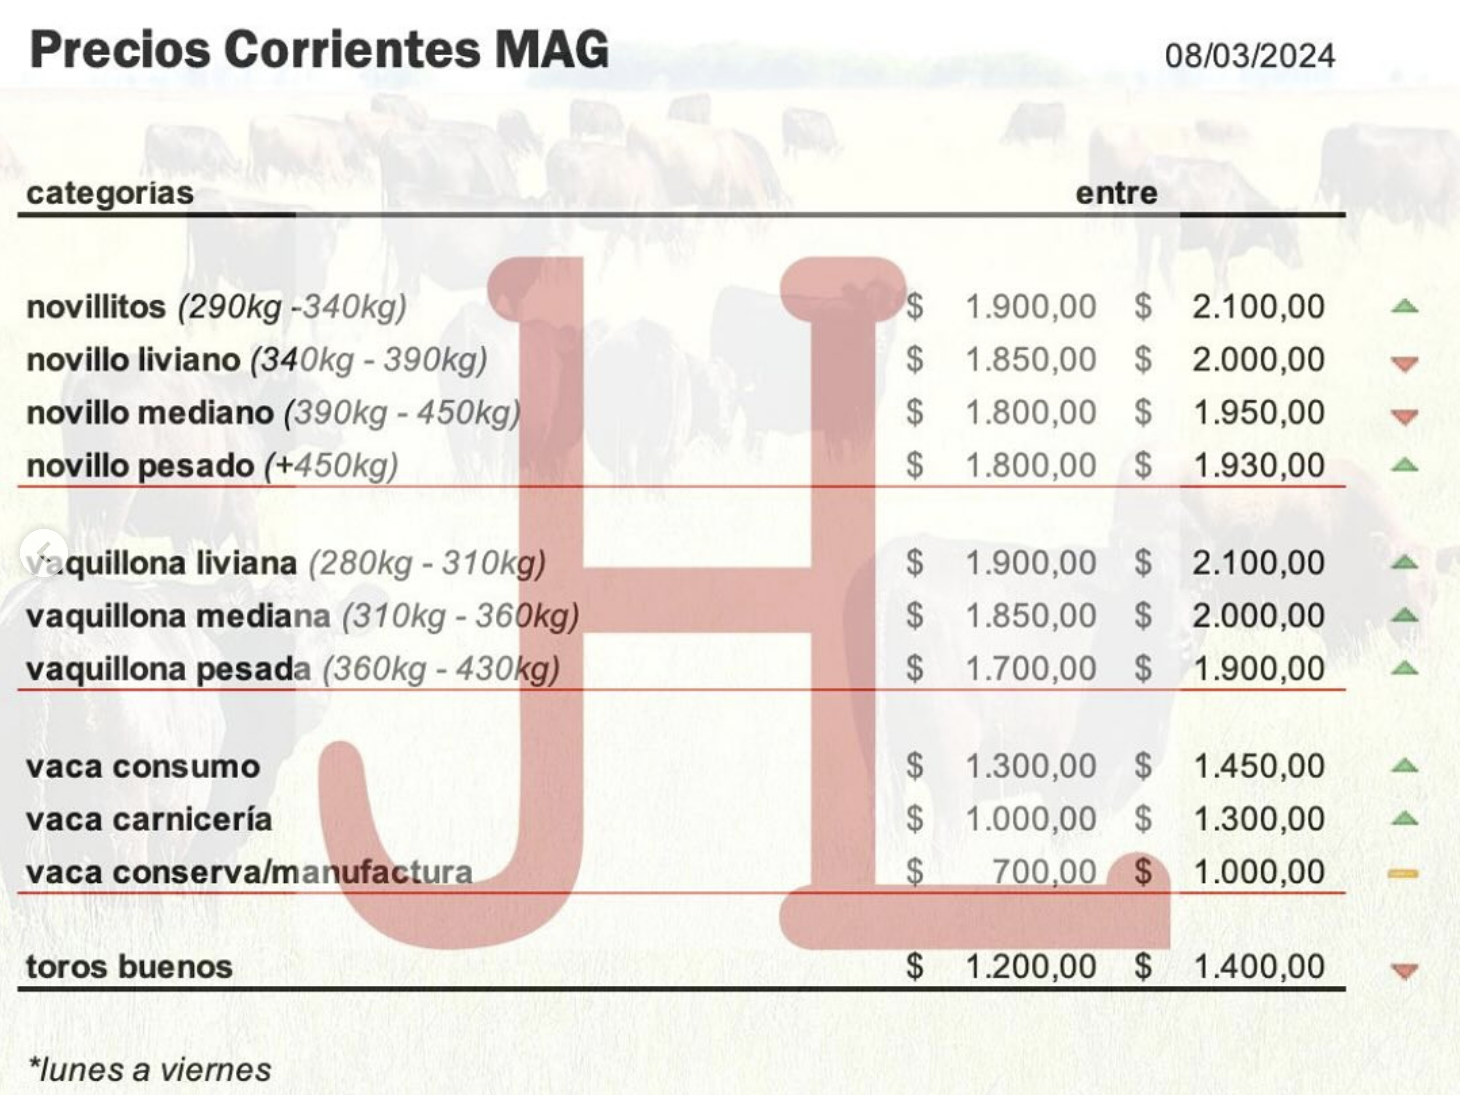 Precios Corrientes MAG 08/03/2024
categorias entre
novillitos (290kg -340kg) $ 1.900,00 $ 2.100,00
novillo liviano (340kg - 390kg) $ 1.850,00 $ 2.000,00
novillo mediano (390kg - 450kg) $ 1.800,00 $ 1.950,00
novillo pesado (+450kg) $ 1.800,00 $ 1.930,00
vaquillona liviana (280kg - 310kg) $ 1.900,00 $ 2.100,00
vaquillona mediana (310kg - 360kg) $ 1.850,00 $ 2.000,00
vaquillona pesada (360kg - 430kg) $ 1.700,00 $ 1.900,00
vaca consumo $ 1.300,00 $ 1.450,00
vaca carnicería $ 1.000,00 $ 1.300,00
vaca conserva/manufactura $ 700,00 $ 1.000,00
toros buenos $ 1.200,00 $ 1.400,00
*lunes a viernes
JL